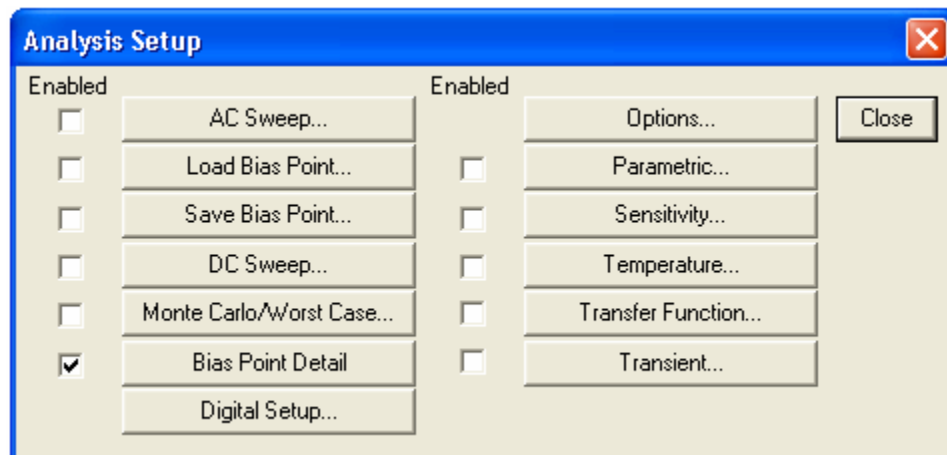 Analysis Setup
Enabled
Enabled
AC Sweep...
Options...
Close
Load Bias Point...
Parametric...
Save Bias Point...
Sensitivity...
DC Sweep...
Temperature...
Monte Carlo/Worst Case...
Transfer Function...
Bias Point Detail
Transient...
Digital Setup...